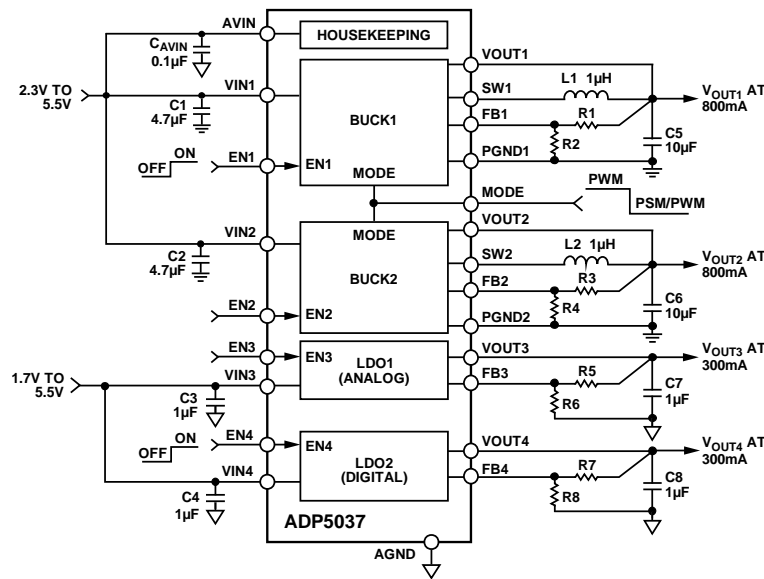 AVIN
HOUSEKEEPING
CAVIN
0.1µF
VOUT1
L1 1µH
2.3V TO
5.5V
VIN1
SW1
VOUT1 AT
800mA
C1
4.7µF
BUCK1
FB1
R1
R2
C5
10µF
ON
OFF
EN1
EN1
PGND1
MODE
MODE
PWM
PSM/PWM
VIN2
MODE
VOUT2
L2 1µH
C2
4.7µF
BUCK2
SW2
VOUT2 AT
800mA
FB2
R3
R4
C6
10µF
EN2
EN2
PGND2
EN3
EN3
LDO1
(ANALOG)
VOUT3
VOUT3 AT
300mA
1.7V TO
5.5V
VIN3
FB3
R5
R6
C7
1µF
C3
1µF
ON
OFF
EN4
EN4
LDO2
(DIGITAL)
VOUT4
VOUT4 AT
300mA
VIN4
FB4
R7
R8
C8
1µF
C4
1µF
ADP5037
AGND